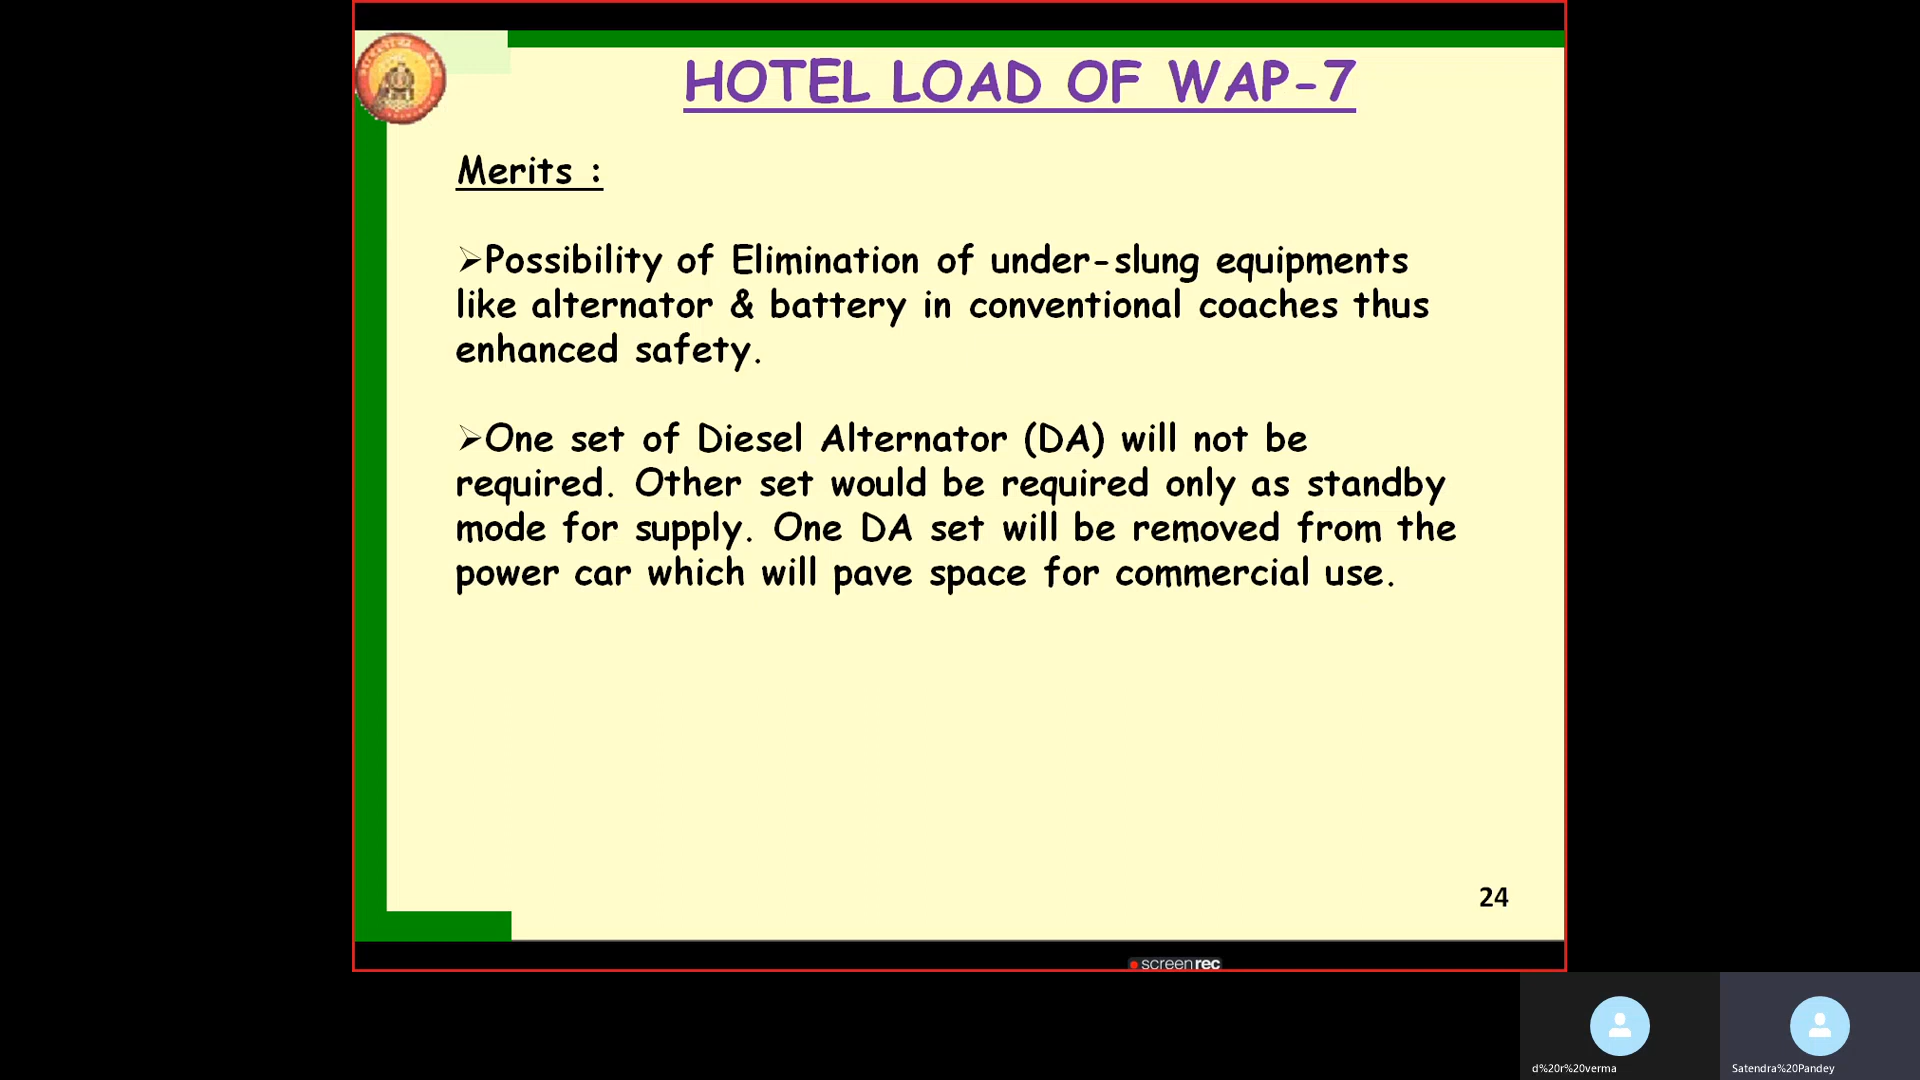 HOTEL LOAD OF WAP-7
Merits :
➢Possibility of Elimination of under-slung equipments
like alternator & battery in conventional coaches thus
enhanced safety.
➢One set of Diesel Alternator (DA) will not be
required. Other set would be required only as standby
mode for supply. One DA set will be removed from the
power car which will pave space for commercial use.
24
screenrec
d%20r%20verma
Satendra%20Pandey